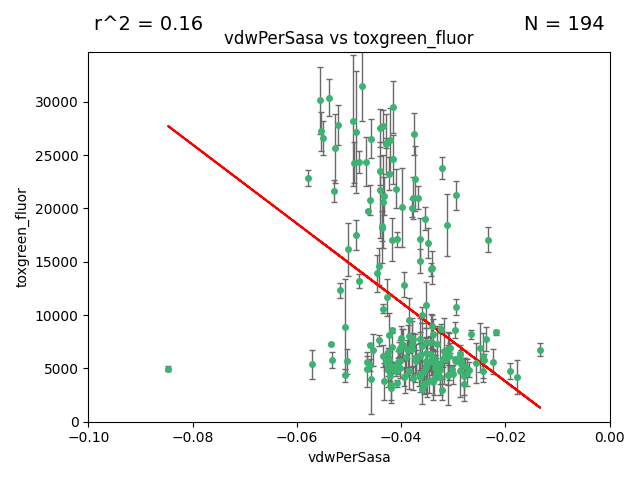 r^2 = 0.16
N = 194
vdwPerSasa vs toxgreen_fluor
30000
25000
20000
15000
10000
5000
0
toxgreen_fluor
−0.10
−0.08
−0.06
−0.04
−0.02
0.00
vdwPerSasa